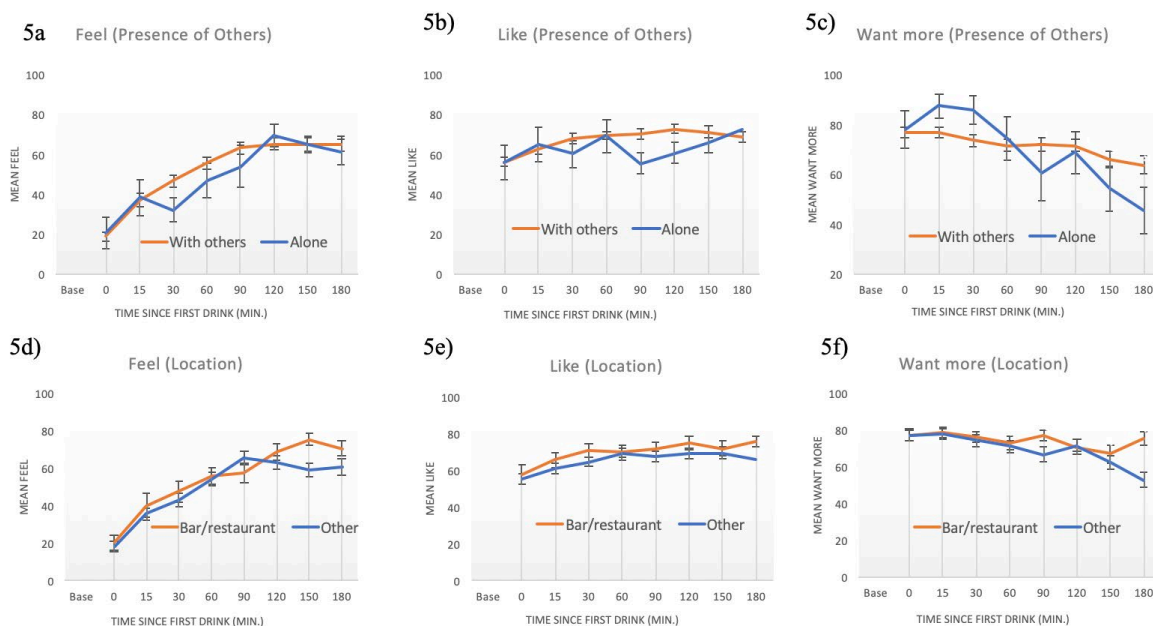 5a
Feel (Presence of Others)
100
80
60
40
20
0
MEAN FEEL
With others
Alone
Base 0 15 30 60 90 120 150 180
TIME SINCE FIRST DRINK (MIN.)
5b)
Like (Presence of Others)
100
80
60
40
20
0
MEAN LIKE
With others
Alone
Base 0 15 30 60 90 120 150 180
TIME SINCE FIRST DRINK (MIN.)
5c
Want more (Presence of Others)
100
80
60
40
20
MEAN WANT MORE
With others
Alone
Base 0 15 30 60 90 120 150 180
TIME SINCE FIRST DRINK (MIN.)
5d)
Feel (Location)
100
80
60
40
20
0
MEAN FEEL
Bar/restaurant
Other
Base 0 15 30 60 90 120 150 180
TIME SINCE FIRST DRINK (MIN.)
5e)
Like (Location)
100
80
60
40
20
0
MEAN LIKE
Bar/restaurant
Other
Base 0 15 30 60 90 120 150 180
TIME SINCE FIRST DRINK (MIN.)
5f)
Want more (Location)
100
80
60
40
20
0
MEAN WANT MORE
Bar/restaurant
Other
Base 0 15 30 60 90 120 150 180
TIME SINCE FIRST DRINK (MIN.)